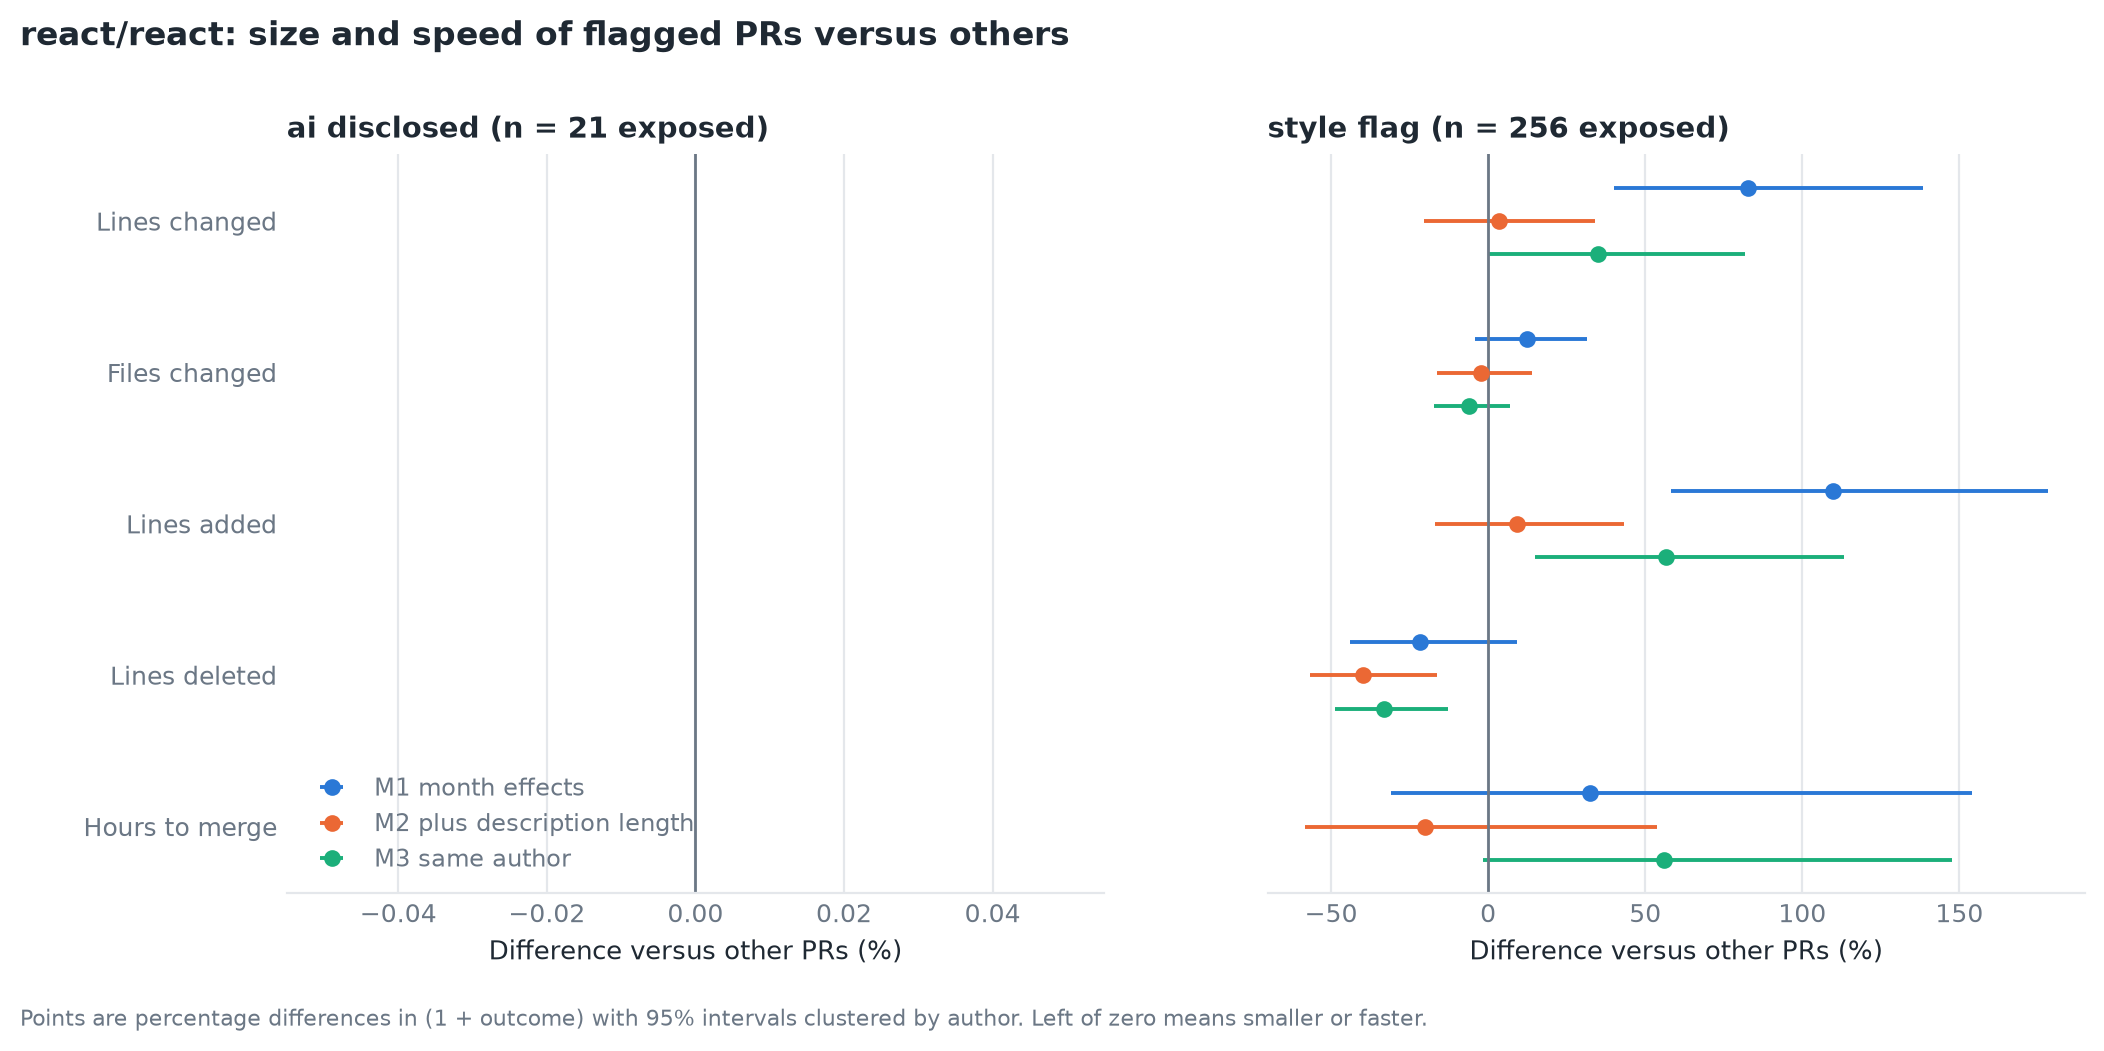 react/react: size and speed of flagged PRs versus others
ai disclosed (n = 21 exposed)
style flag (n = 256 exposed)
Lines changed
Files changed
Lines added
Lines deleted
Hours to merge
M1 month effects
M2 plus description length
M3 same author
−0.04 −0.02 0.00 0.02 0.04
−50 0 50 100 150
Difference versus other PRs (%)
Difference versus other PRs (%)
Points are percentage differences in (1 + outcome) with 95% intervals clustered by author. Left of zero means smaller or faster.